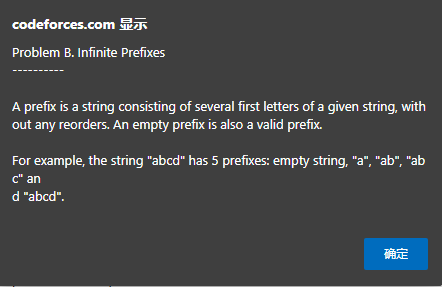 codeforces.com 显示
Problem B. Infinite Prefixes
----------
A prefix is a string consisting of several first letters of a given string, with
out any reorders. An empty prefix is also a valid prefix.
For example, the string "abcd" has 5 prefixes: empty string, "a", "ab", "ab
c" an
d "abcd".
确定